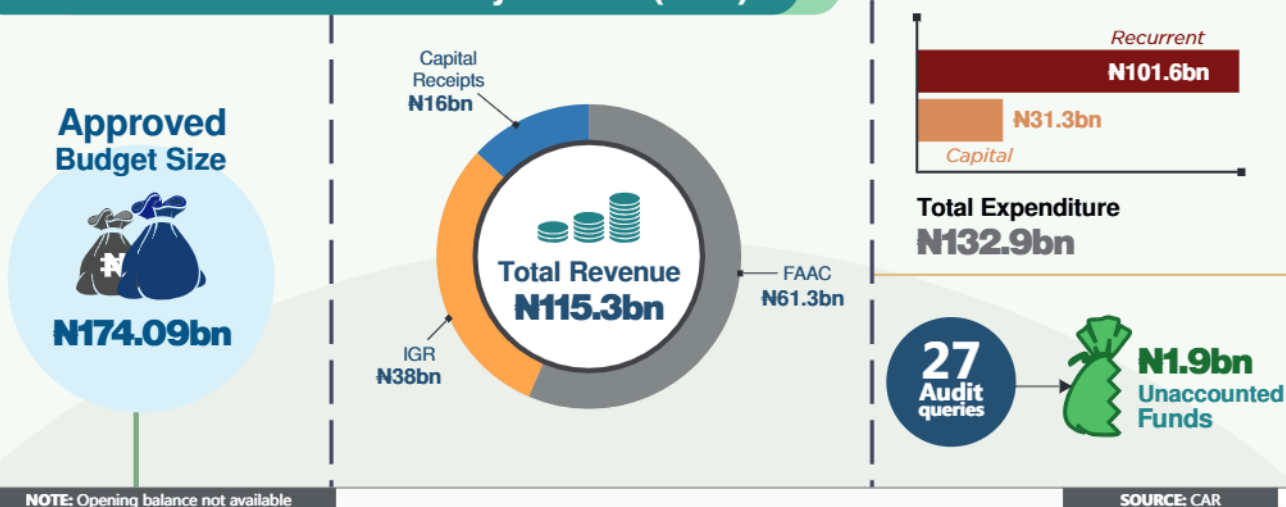 Approved
Budget Size
₦
₦174.09bn
Capital
Receipts
₦16bn
Total Revenue
₦115.3bn
FAAC
₦61.3bn
IGR
₦38bn
Recurrent
₦101.6bn
₦31.3bn
Capital
Total Expenditure
₦132.9bn
27
Audit
queries
₦1.9bn
Unaccounted
Funds
NOTE: Opening balance not available
SOURCE: CAR